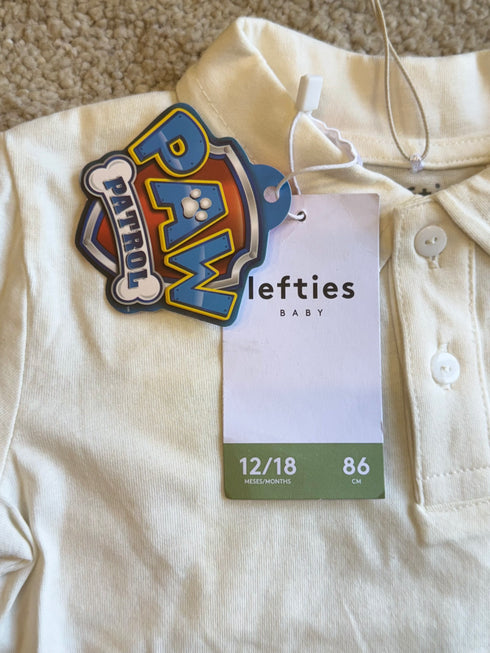 PAW
PATROL
lefties
BABY
12/18
MESES/MONTHS
86
CM